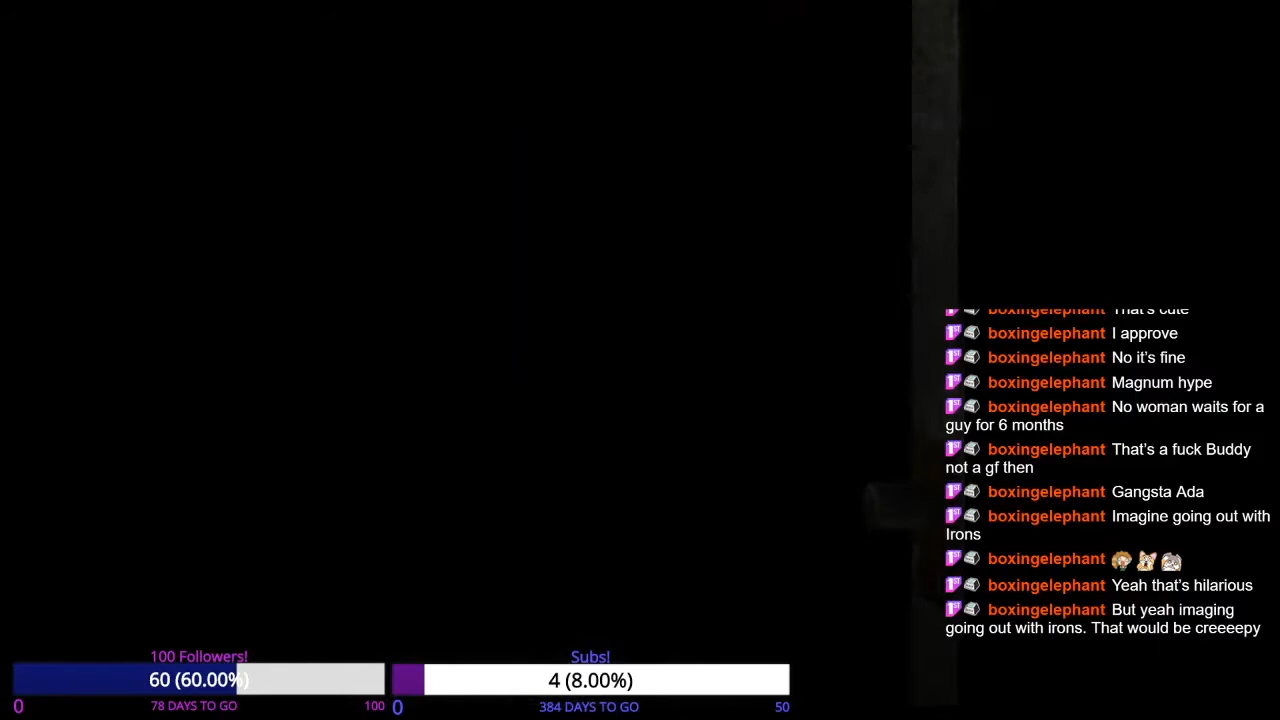 boxingelephant That's cute
boxingelephant I approve
boxingelephant No it's fine
boxingelephant Magnum hype
boxingelephant No woman waits for a
guy for 6 months
boxingelephant That's a fuck Buddy
not a gf then
boxingelephant Gangsta Ada
boxingelephant Imagine going out with
Irons
boxingelephant
boxingelephant Yeah that's hilarious
boxingelephant But yeah imaging
going out with irons. That would be creeeepy
100 Followers!
60 (60.00%)
0 78 DAYS TO GO 100
Subs!
4 (8.00%)
0 384 DAYS TO GO 50